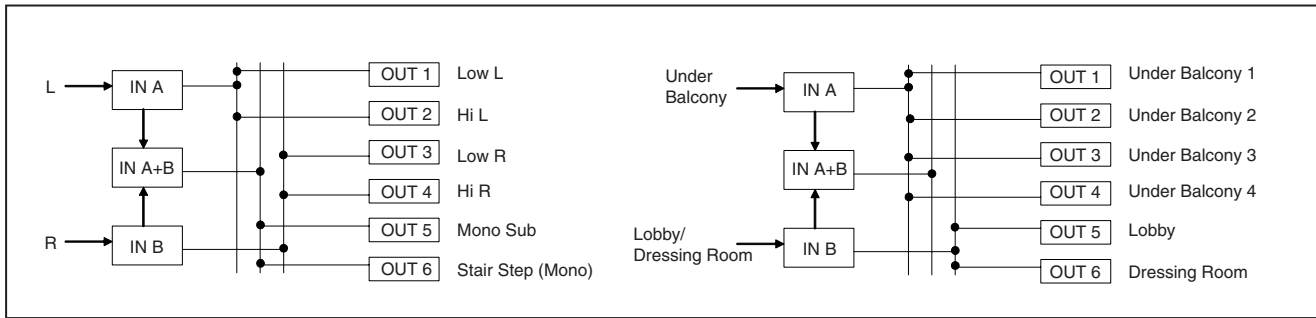 L
IN A
IN A+B
R
IN B
OUT 1 Low L
OUT 2 Hi L
OUT 3 Low R
OUT 4 Hi R
OUT 5 Mono Sub
OUT 6 Stair Step (Mono)
Under
Balcony
IN A
IN A+B
Lobby/
Dressing Room
IN B
OUT 1 Under Balcony 1
OUT 2 Under Balcony 2
OUT 3 Under Balcony 3
OUT 4 Under Balcony 4
OUT 5 Lobby
OUT 6 Dressing Room